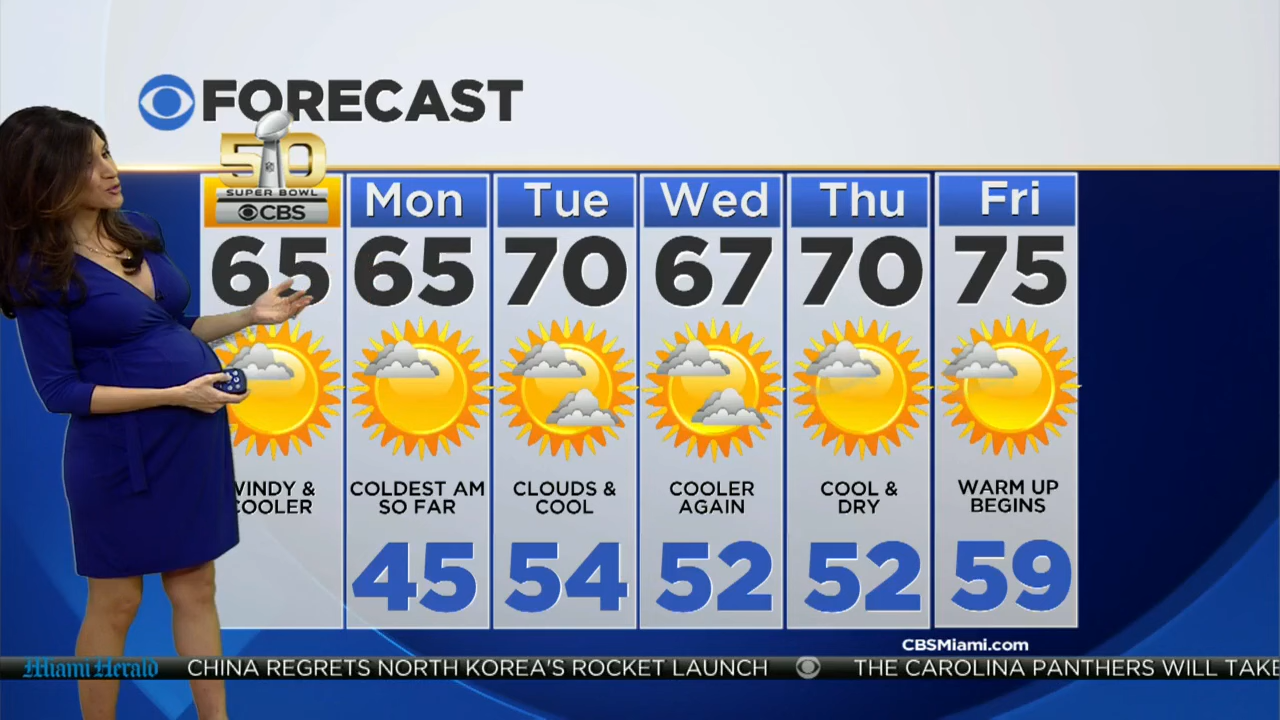 FORECAST
50
SUPER BOWL
CBS
Mon
Tue
Wed
Thu
Fri
65
65
70
67
70
75
WINDY &
COOLER
COLDEST AM
SO FAR
CLOUDS &
COOL
COOLER
AGAIN
COOL &
DRY
WARM UP
BEGINS
45
54
52
52
59
CBSMiami.com
Miami Herald
CHINA REGRETS NORTH KOREA'S ROCKET LAUNCH
THE CAROLINA PANTHERS WILL TAKE